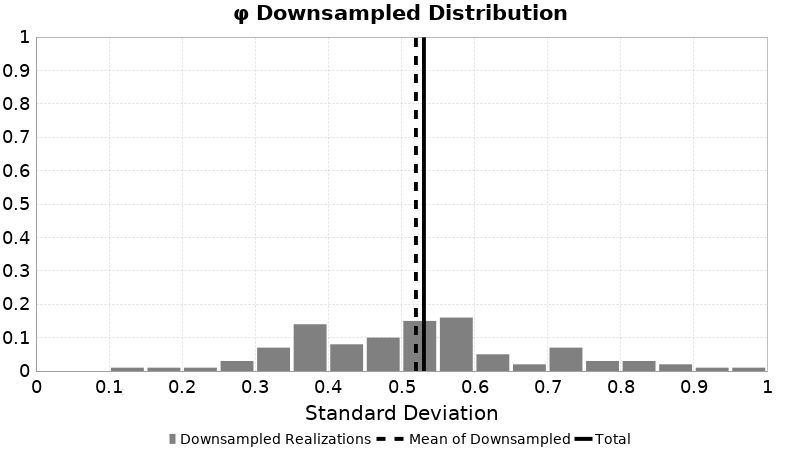 φ Downsampled Distribution
1
0.9
0.8
0.7
0.6
0.5
0.4
0.3
0.2
0.1
0
0 0.1 0.2 0.3 0.4 0.5 0.6 0.7 0.8 0.9 1
Standard Deviation
Downsampled Realizations Mean of Downsampled Total